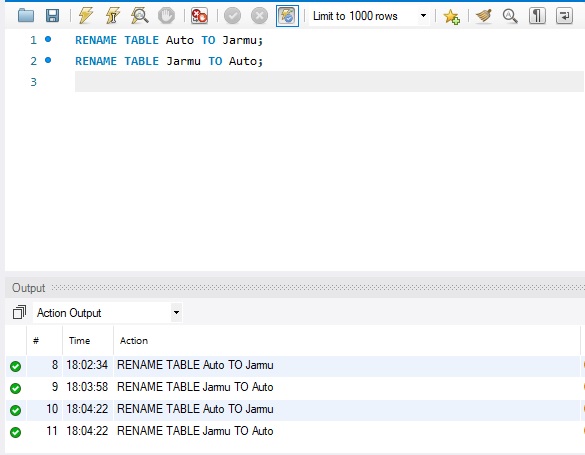 Limit to 1000 rows
1 RENAME TABLE Auto TO Jarmu;
2 RENAME TABLE Jarmu TO Auto;
3
Output
Action Output
# Time Action
8 18:02:34 RENAME TABLE Auto TO Jarmu
9 18:03:58 RENAME TABLE Jarmu TO Auto
10 18:04:22 RENAME TABLE Auto TO Jarmu
11 18:04:22 RENAME TABLE Jarmu TO Auto